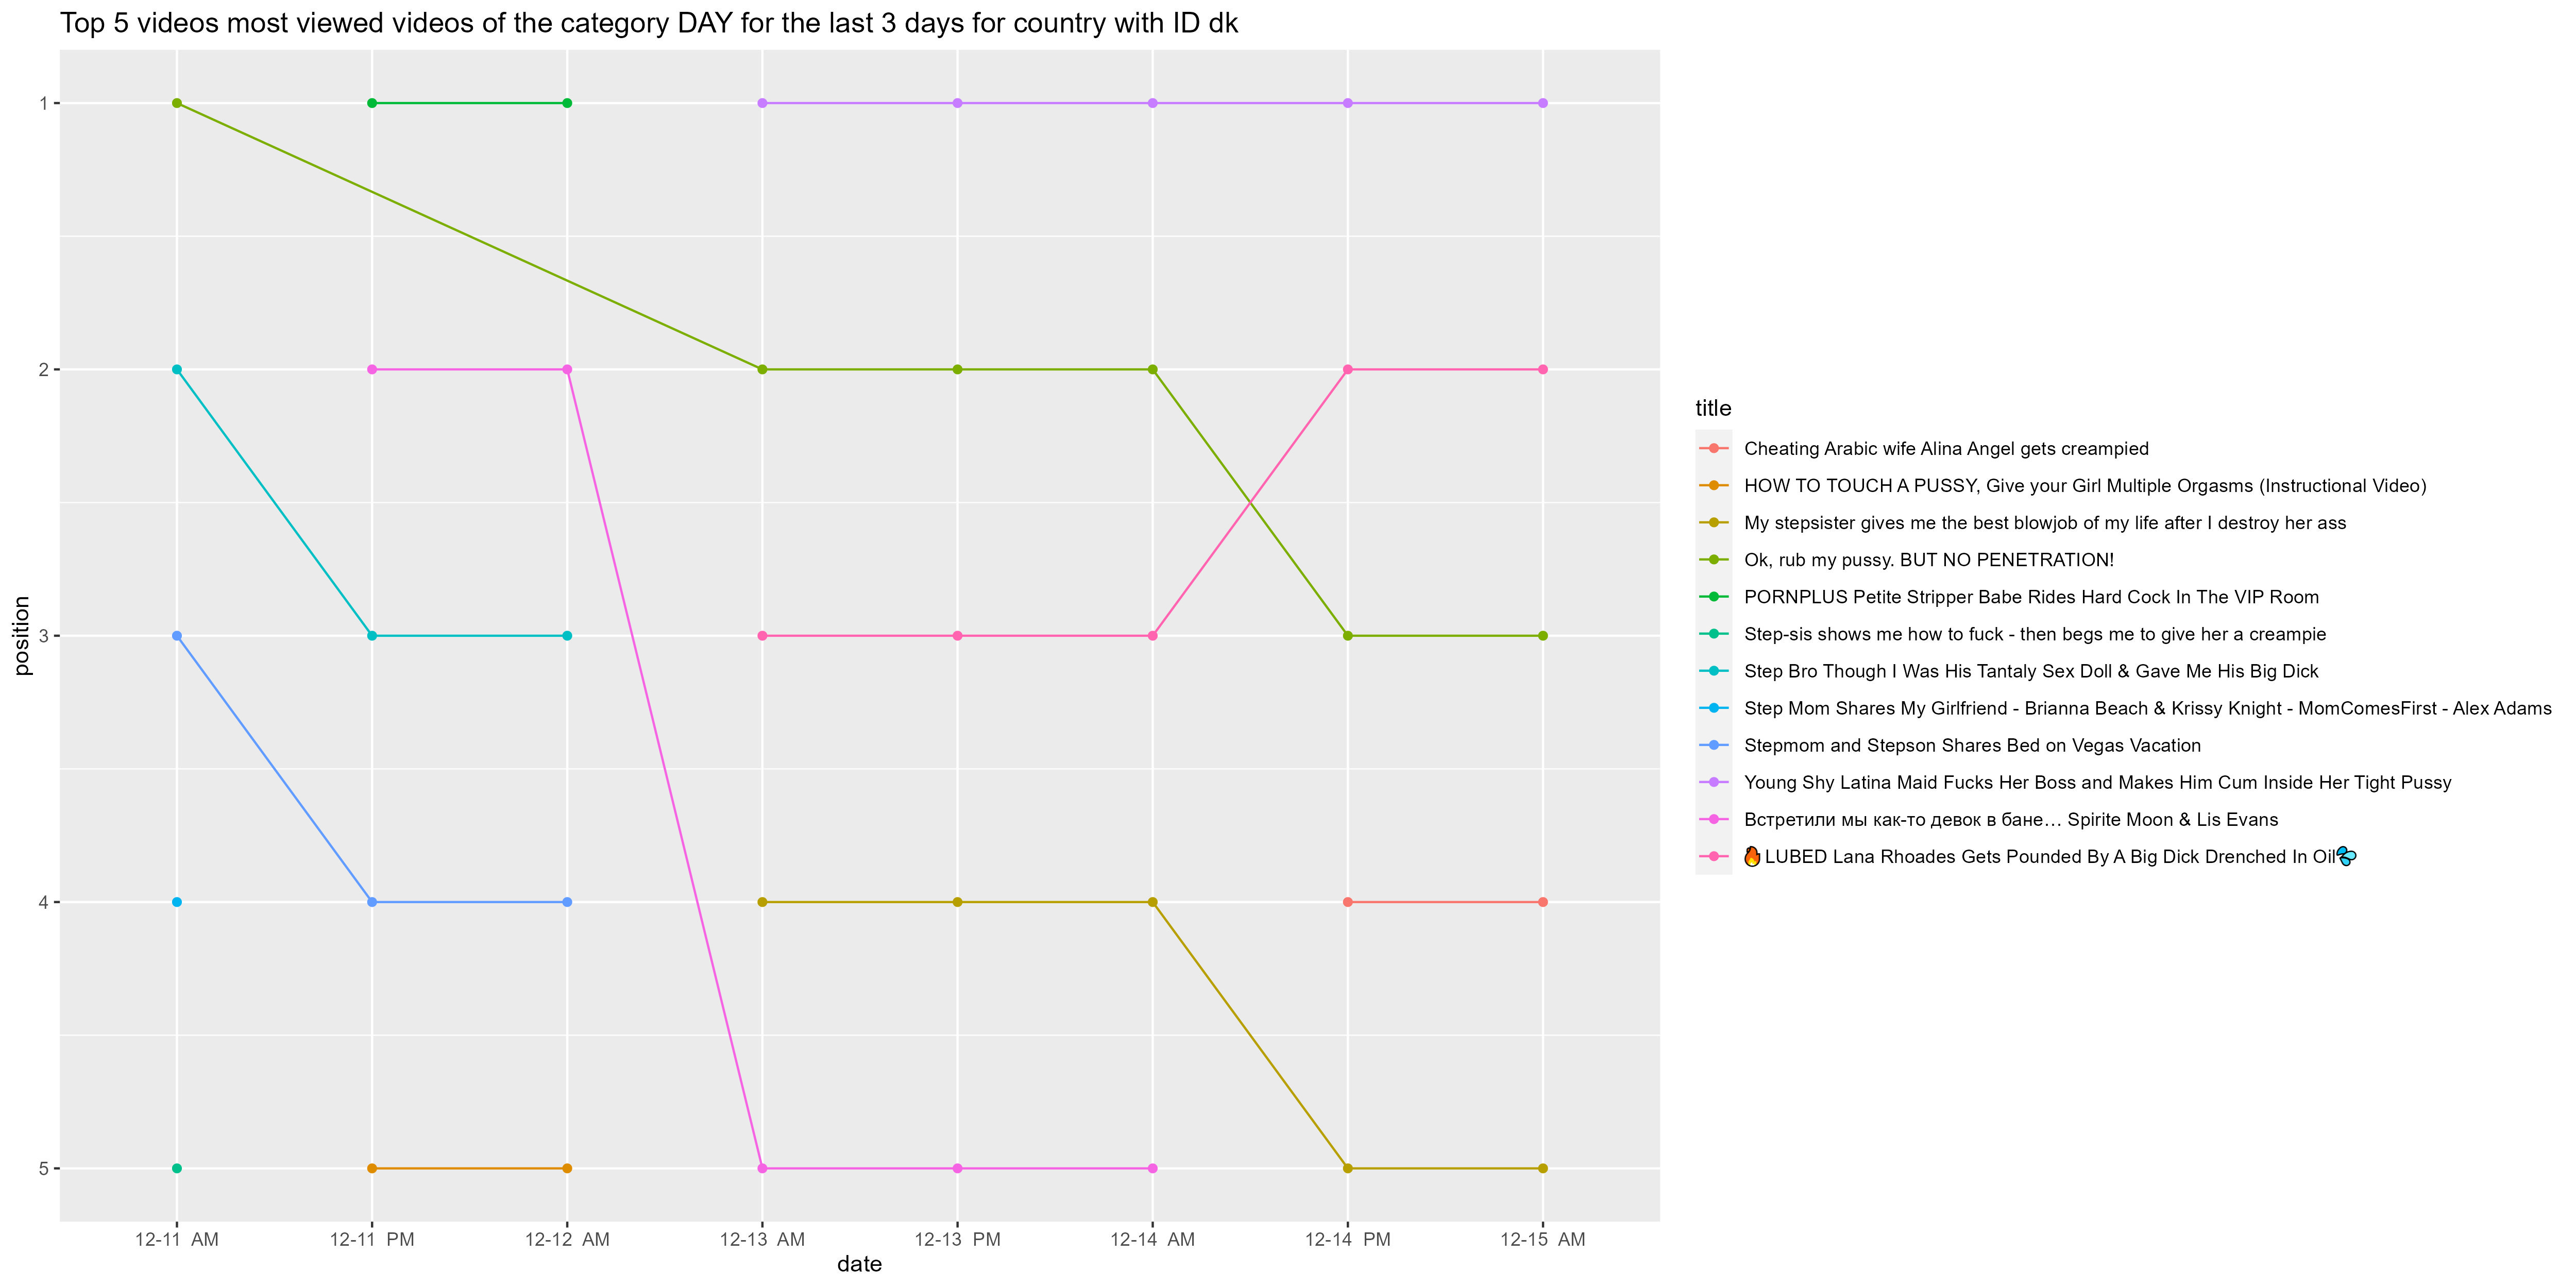 Top 5 videos most viewed videos of the category DAY for the last 3 days for country with ID dk
1
2
3
4
5
position
12-11 AM
12-11 PM
12-12 AM
12-13 AM
12-13 PM
12-14 AM
12-14 PM
12-15 AM
date
title
Cheating Arabic wife Alina Angel gets creampied
HOW TO TOUCH A PUSSY, Give your Girl Multiple Orgasms (Instructional Video)
My stepsister gives me the best blowjob of my life after I destroy her ass
Ok, rub my pussy. BUT NO PENETRATION!
PORNPLUS Petite Stripper Babe Rides Hard Cock In The VIP Room
Step-sis shows me how to fuck - then begs me to give her a creampie
Step Bro Though I Was His Tantaly Sex Doll & Gave Me His Big Dick
Step Mom Shares My Girlfriend - Brianna Beach & Krissy Knight - MomComesFirst - Alex Adams
Stepmom and Stepson Shares Bed on Vegas Vacation
Young Shy Latina Maid Fucks Her Boss and Makes Him Cum Inside Her Tight Pussy
Встретили мы как-то девок в бане… Spirite Moon & Lis Evans
🔥LUBED Lana Rhoades Gets Pounded By A Big Dick Drenched In Oil💦